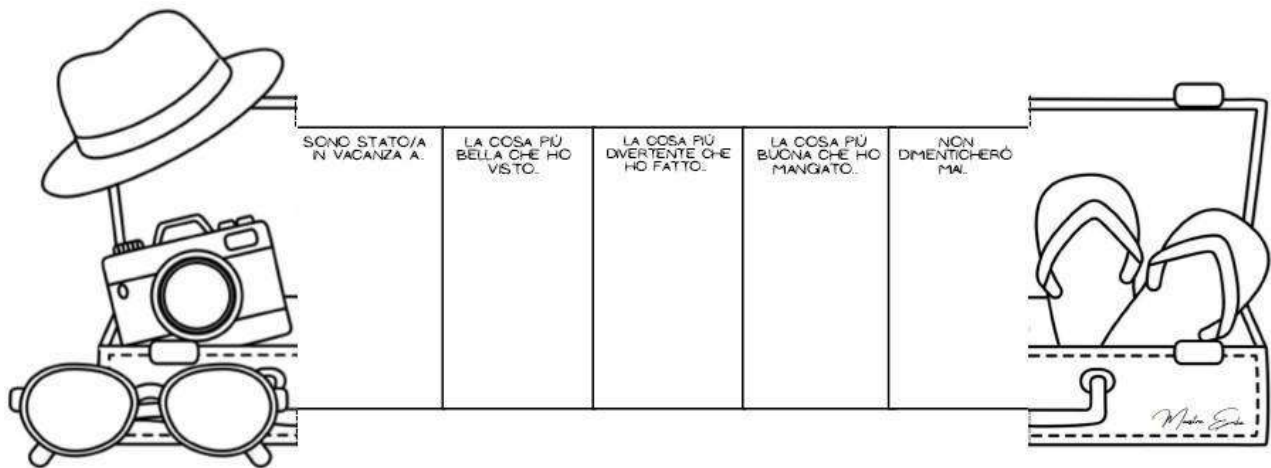 SONO STATO/A
IN VACANZA A..
LA COSA PIÙ
BELLA CHE HO
VISTO..
LA COSA PIÙ
DIVERTENTE CHE
HO FATTO..
LA COSA PIÙ
BUONA CHE HO
MANGIATO..
NON
DIMENTICHERÒ
MAI..
Maestra